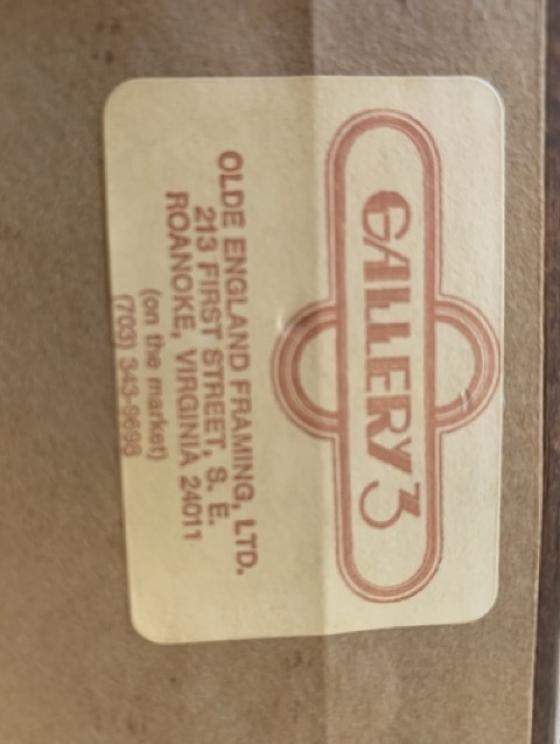 GALLERY 3
OLDE ENGLAND FRAMING, LTD.
213 FIRST STREET, S. E.
ROANOKE, VIRGINIA 24011
(on the market)
(703) 343-9698